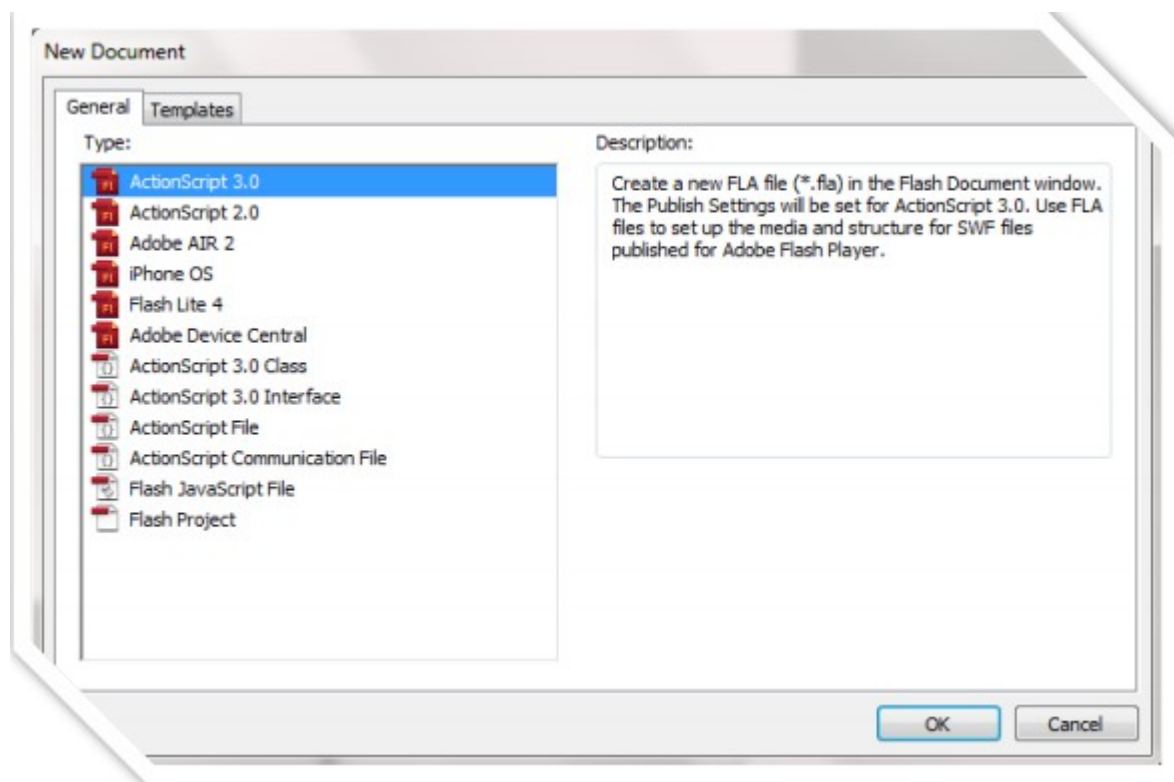 New Document
General
Templates
Type:
ActionScript 3.0
ActionScript 2.0
Adobe AIR 2
iPhone OS
Flash Lite 4
Adobe Device Central
ActionScript 3.0 Class
ActionScript 3.0 Interface
ActionScript File
ActionScript Communication File
Flash JavaScript File
Flash Project
Description:
Create a new FLA file (*.fla) in the Flash Document window.
The Publish Settings will be set for ActionScript 3.0. Use FLA
files to set up the media and structure for SWF files
published for Adobe Flash Player.
OK
Cancel